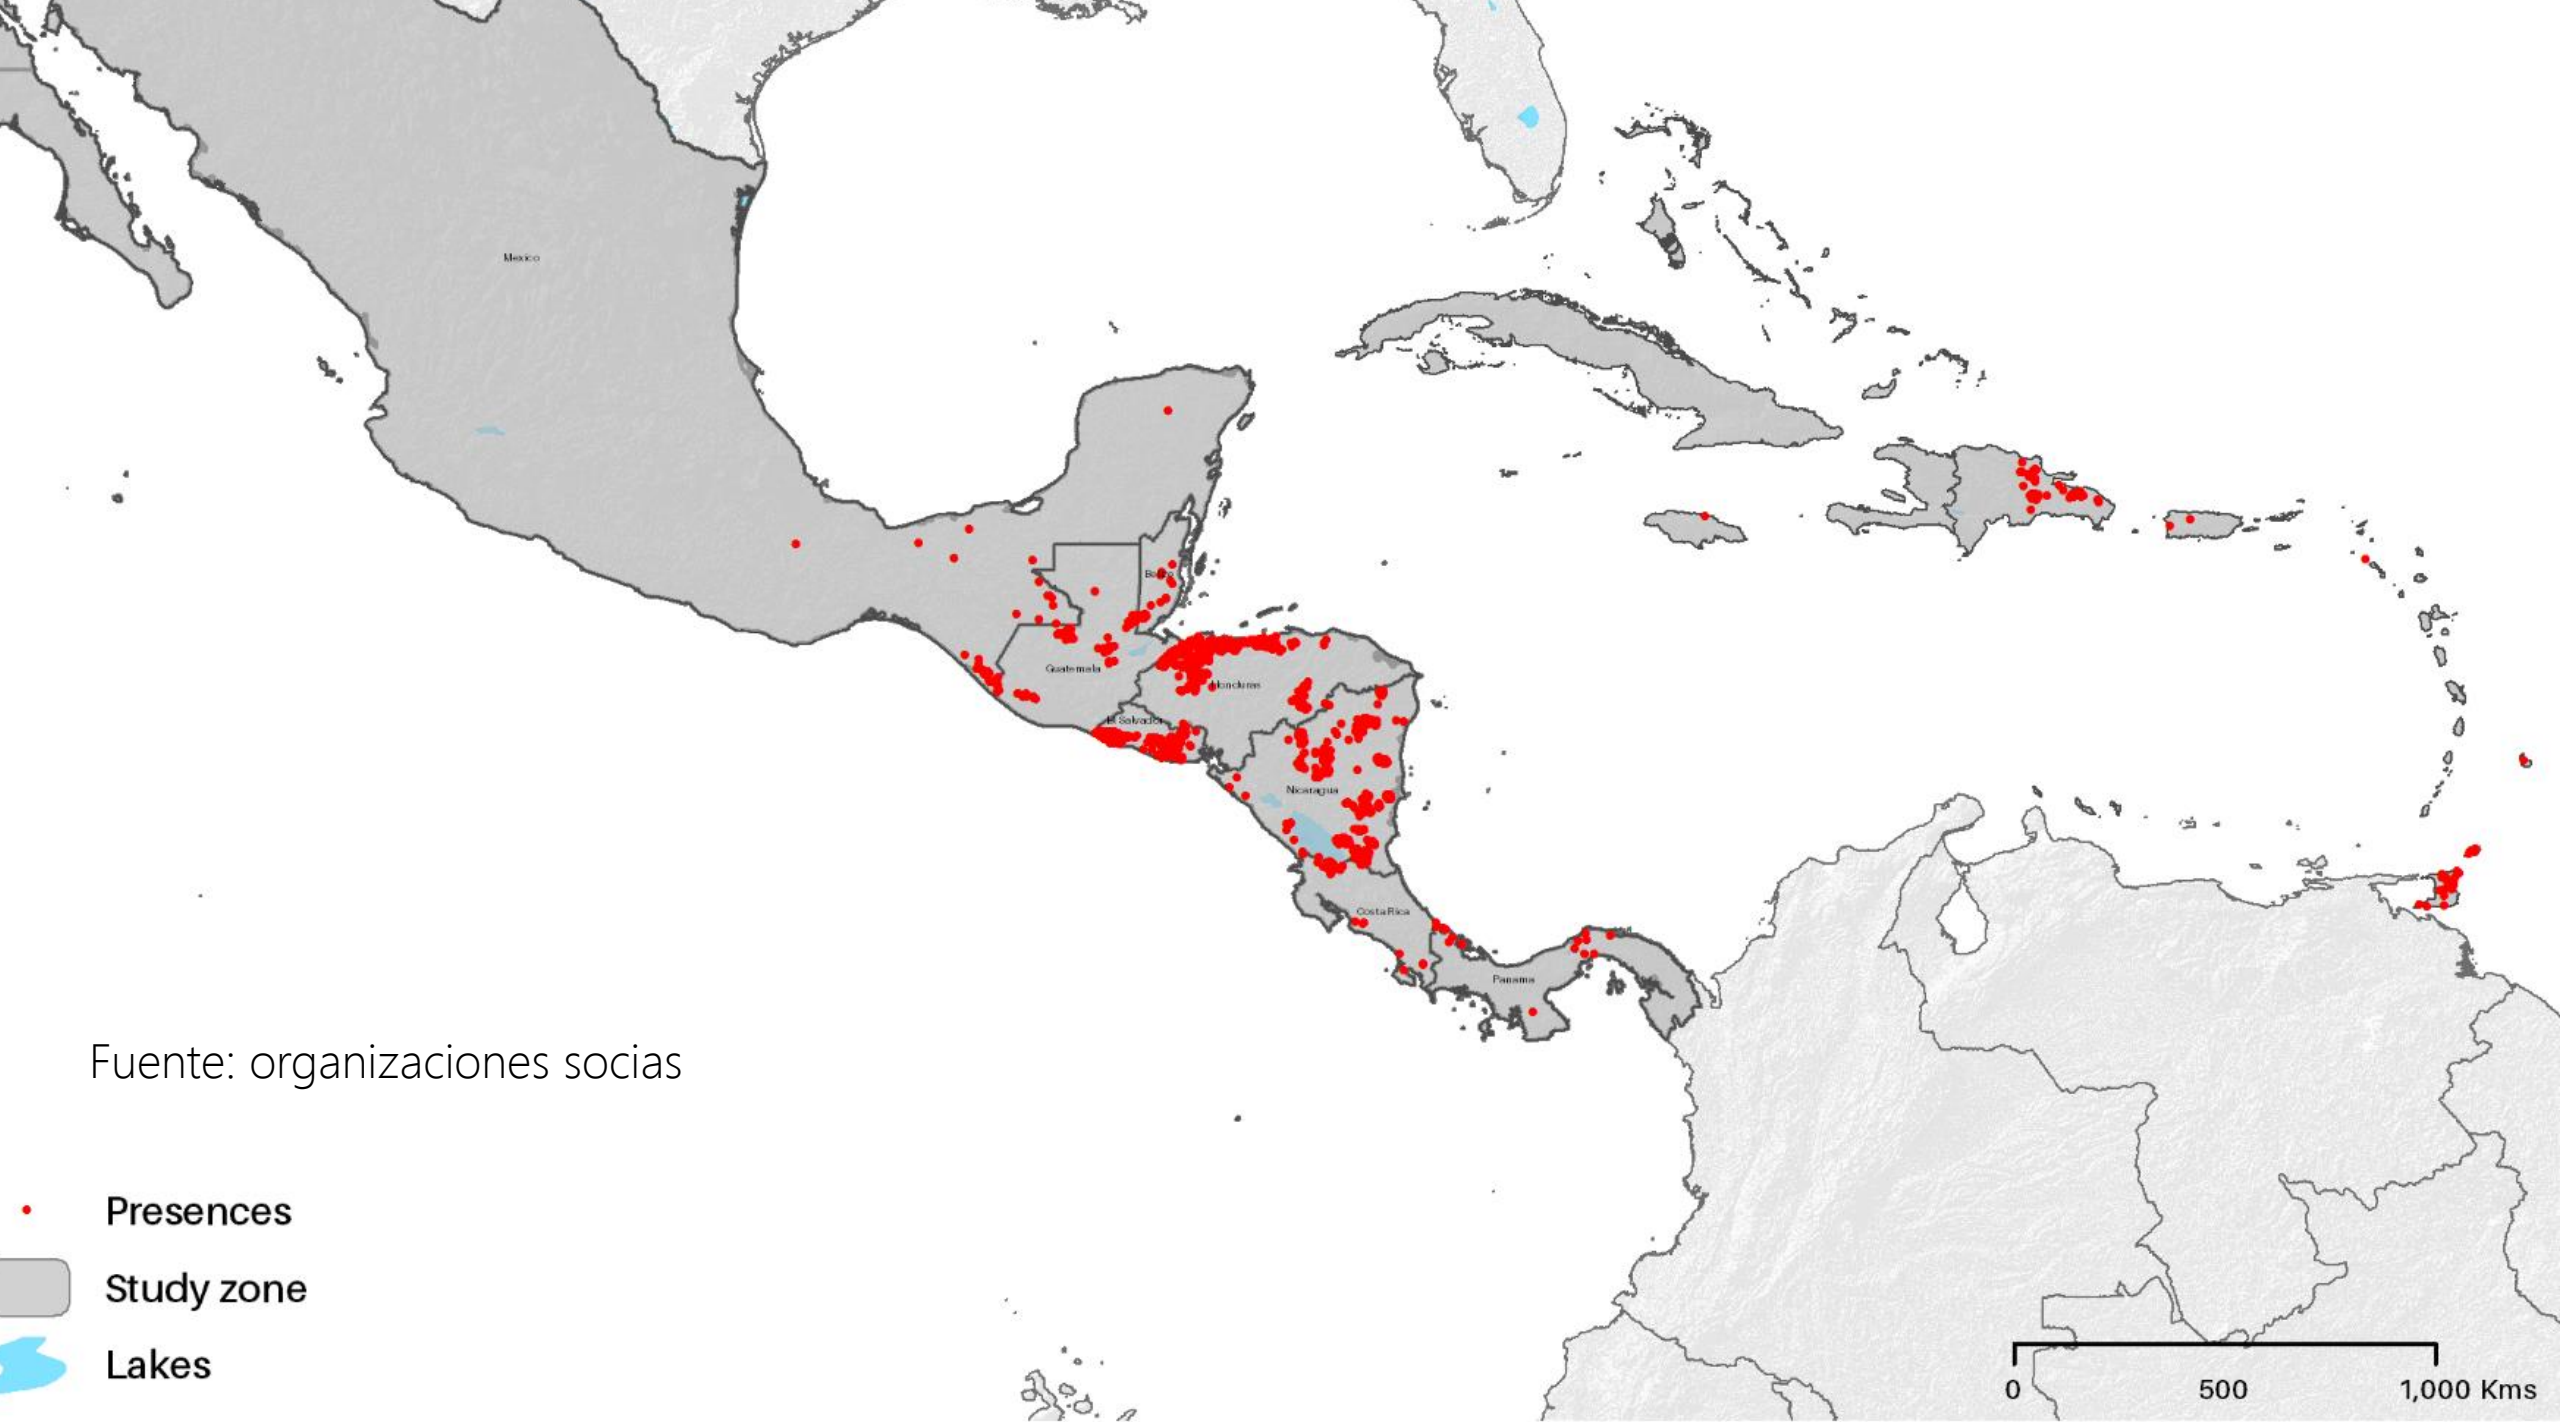 Mexico
Belize
Guatemala
Honduras
El Salvador
Nicaragua
Costa Rica
Panama
Fuente: organizaciones socias
Presences
Study zone
Lakes
0 500 1,000 Kms